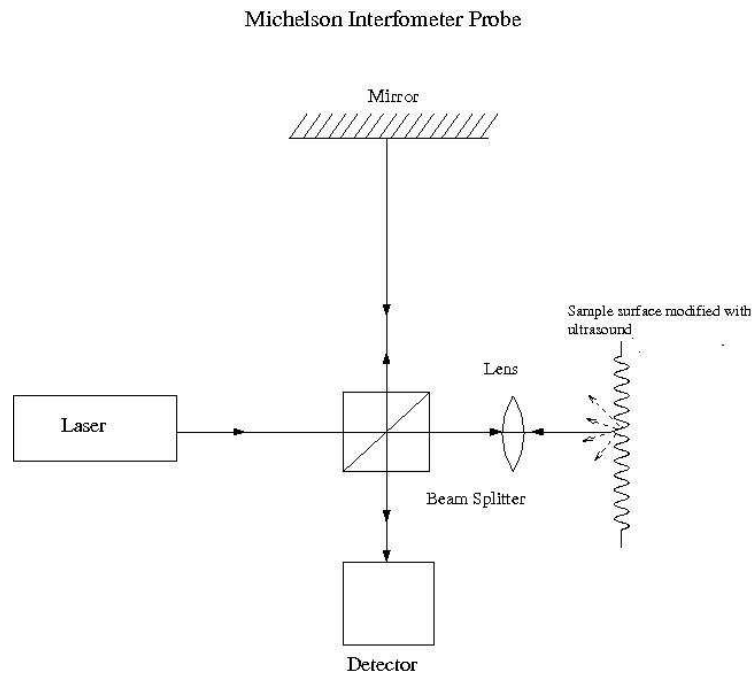 Michelson Interfometer Probe
Mirror
Sample surface modified with
ultrasound
Lens
Laser
Beam Splitter
Detector